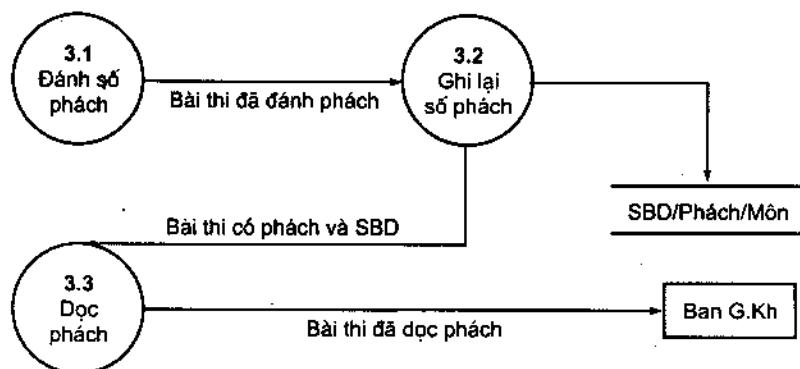 3.1
Đánh số
phách
Bài thi đã đánh phách
3.2
Ghi lại
số phách
SBD/Phách/Môn
Bài thi có phách và SBD
3.3
Dọc
phách
Bài thi đã dọc phách
Ban G.Kh